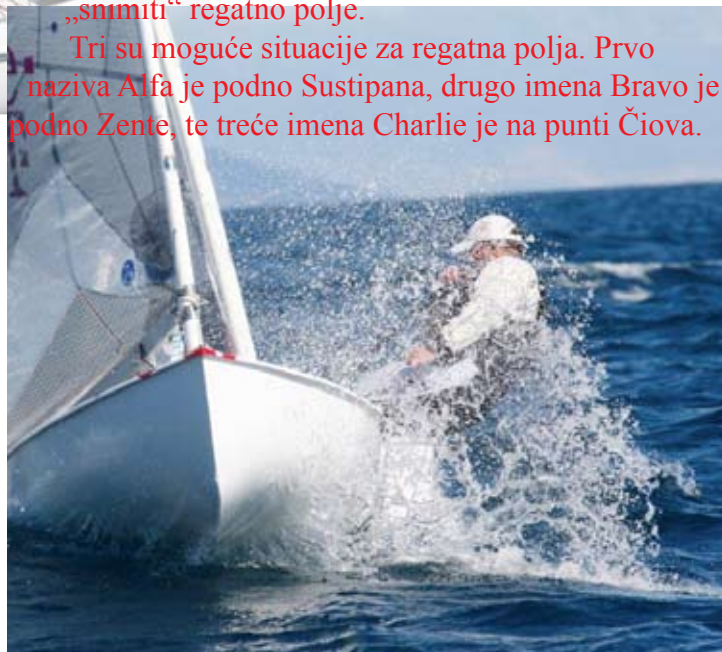 „snimiti“ regatno polje.
Tri su moguće situacije za regatna polja. Prvo
naziva Alfa je podno Sustipana, drugo imena Bravo je
podno Zente, te treće imena Charlie je na punti Čiova.